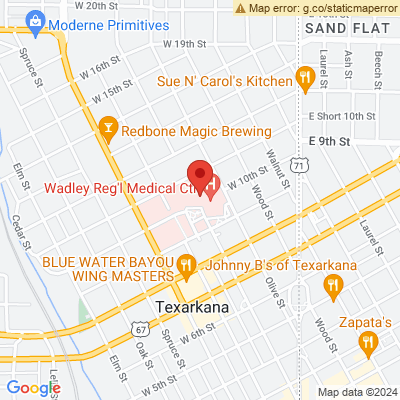 W 20th St
Map error: g.co/staticmaperror
Modern Primitives
W 19th St
SAND FLAT
Spruce St
W 16th St
Sue N' Carol's Kitchen
Laurel St
Ash St
Beech St
W 15th St
E Short 10th St
Redbone Magic Brewing
E 9th St
71
Elm St
Wadley Reg'l Medical Ctr
H
W 10th St
Walnut St
Wood St
Cedar St
Laurel St
BLUE WATER BAYOU
WING MASTERS
Johnny B's of Texarkana
Olive St
Texarkana
67
W 6th St
Wood St
Zapata's
Oak St
Elm St
Spruce St
W 5th St
Google
Map data ©2024